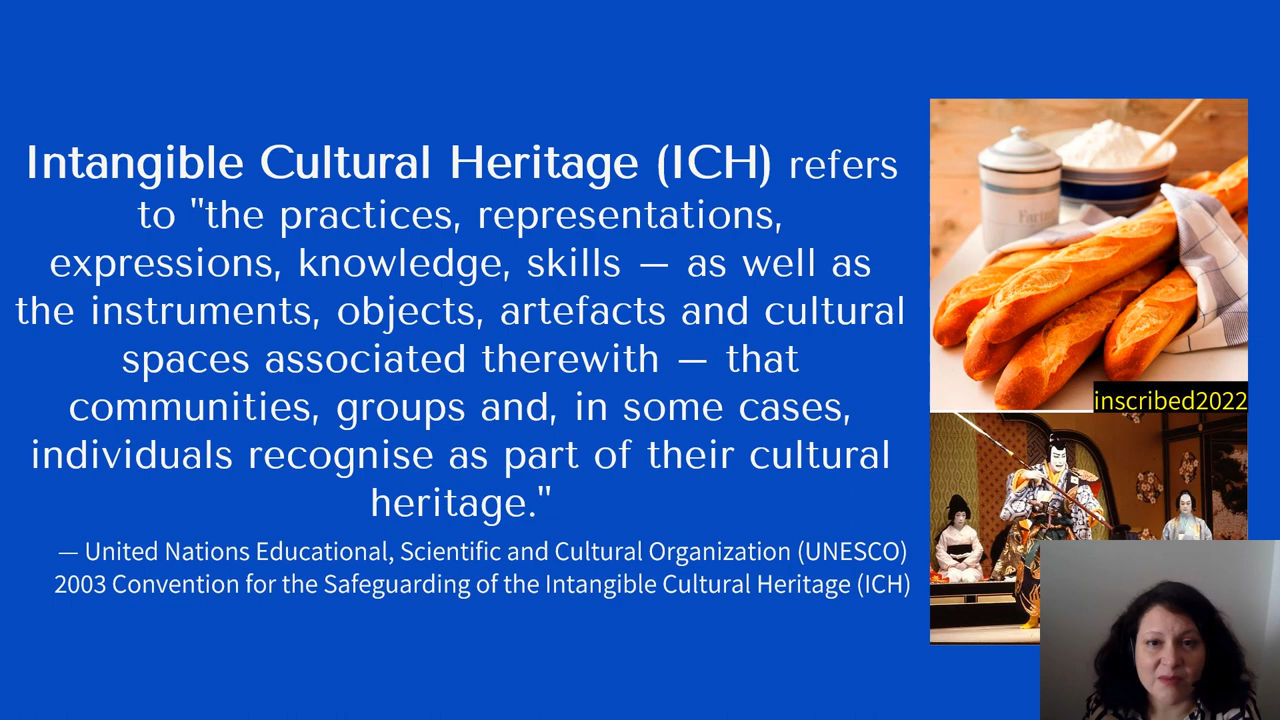 Intangible Cultural Heritage (ICH) refers
to "the practices, representations,
expressions, knowledge, skills – as well as
the instruments, objects, artefacts and cultural
spaces associated therewith – that
communities, groups and, in some cases,
individuals recognise as part of their cultural
heritage."
— United Nations Educational, Scientific and Cultural Organization (UNESCO)
2003 Convention for the Safeguarding of the Intangible Cultural Heritage (ICH)
inscribed2022